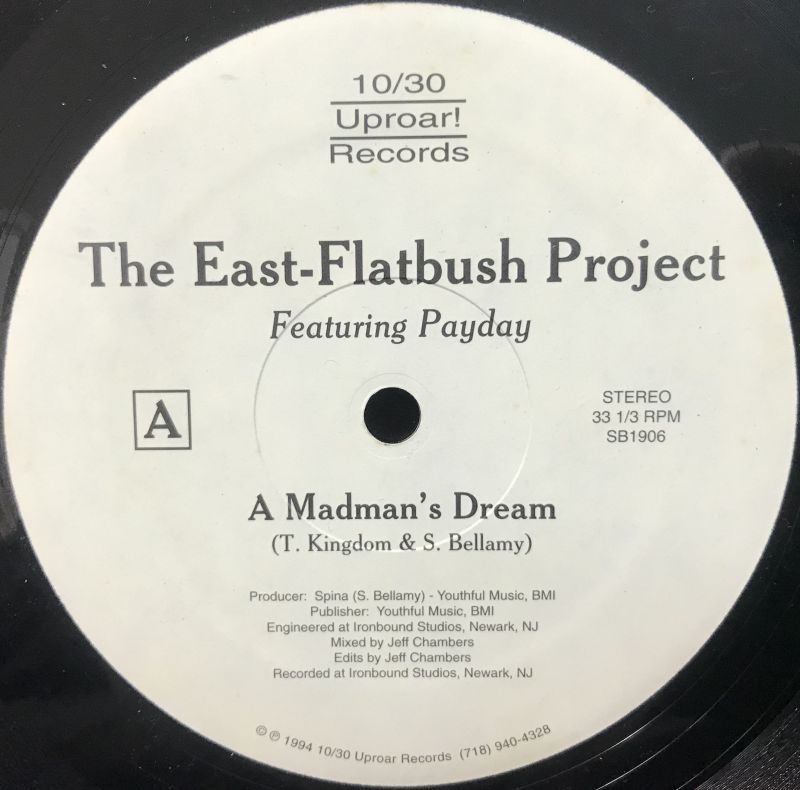 10/30
Uproar!
Records
The East-Flatbush Project
Featuring Payday
A
STEREO
33 1/3 RPM
SB1906
A Madman's Dream
(T. Kingdom & S. Bellamy)
Producer: Spina (S. Bellamy) - Youthful Music, BMI
Publisher: Youthful Music, BMI
Engineered at Ironbound Studios, Newark, NJ
Mixed by Jeff Chambers
Edits by Jeff Chambers
Recorded at Ironbound Studios, Newark, NJ
© ℗ 1994 10/30 Uproar Records (718) 940-4328